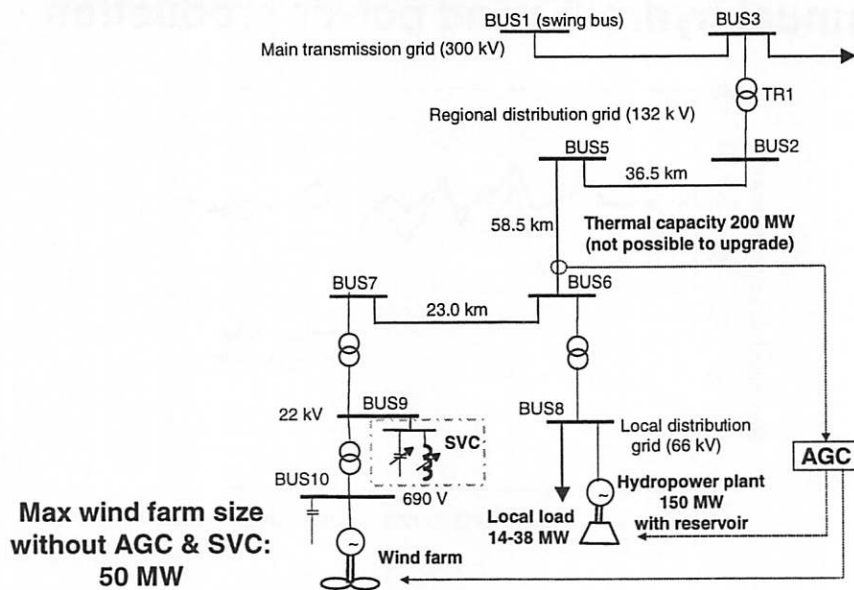 BUS1 (swing bus)
BUS3
Main transmission grid (300 kV)
TR1
Regional distribution grid (132 k V)
BUS5
BUS2
36.5 km
58.5 km
Thermal capacity 200 MW
(not possible to upgrade)
BUS7
BUS6
23.0 km
BUS8
22 kV
BUS9
Local distribution
grid (66 kV)
SVC
AGC
BUS10
690 V
Hydropower plant
150 MW
with reservoir
Local load
14-38 MW
Max wind farm size
without AGC & SVC:
50 MW
Wind farm